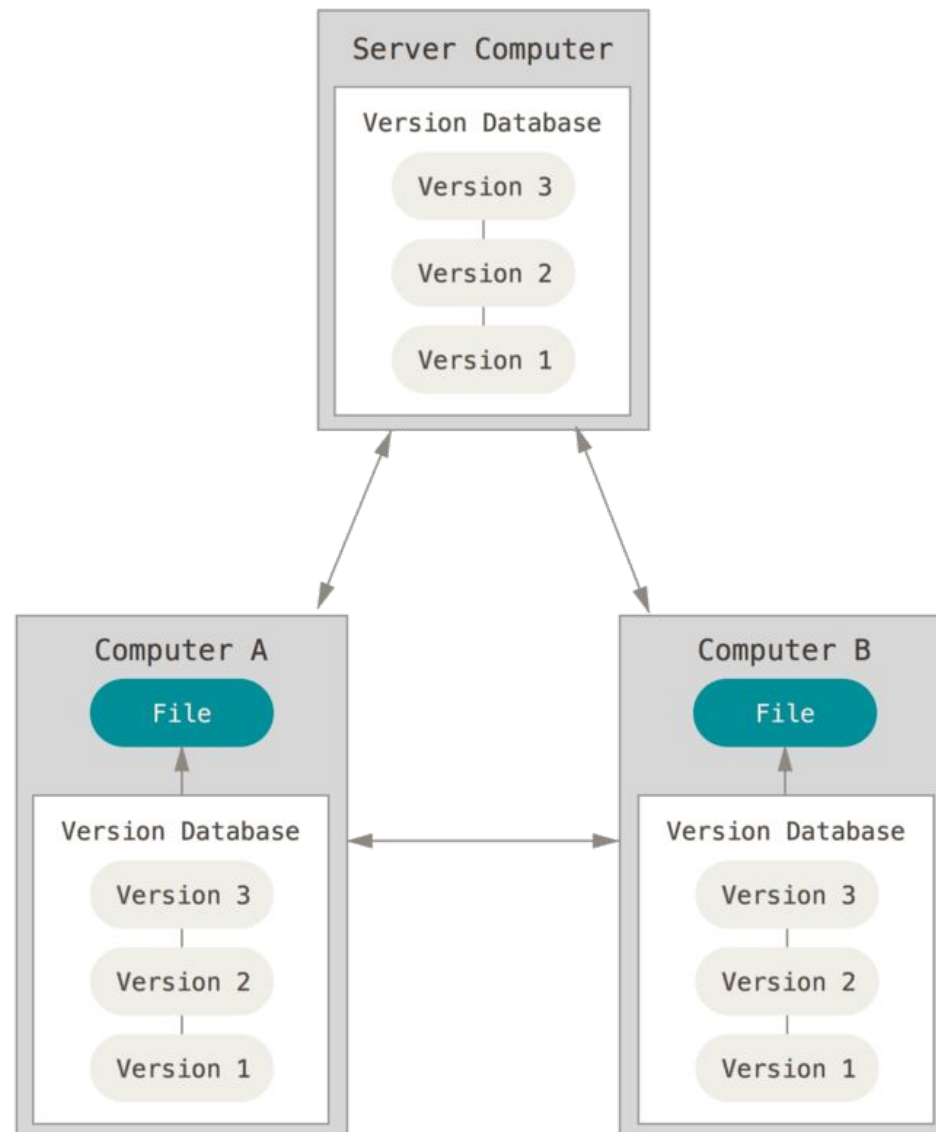 Server Computer
Version Database
Version 3
Version 2
Version 1
Computer A
File
Version Database
Version 3
Version 2
Version 1
Computer B
File
Version Database
Version 3
Version 2
Version 1